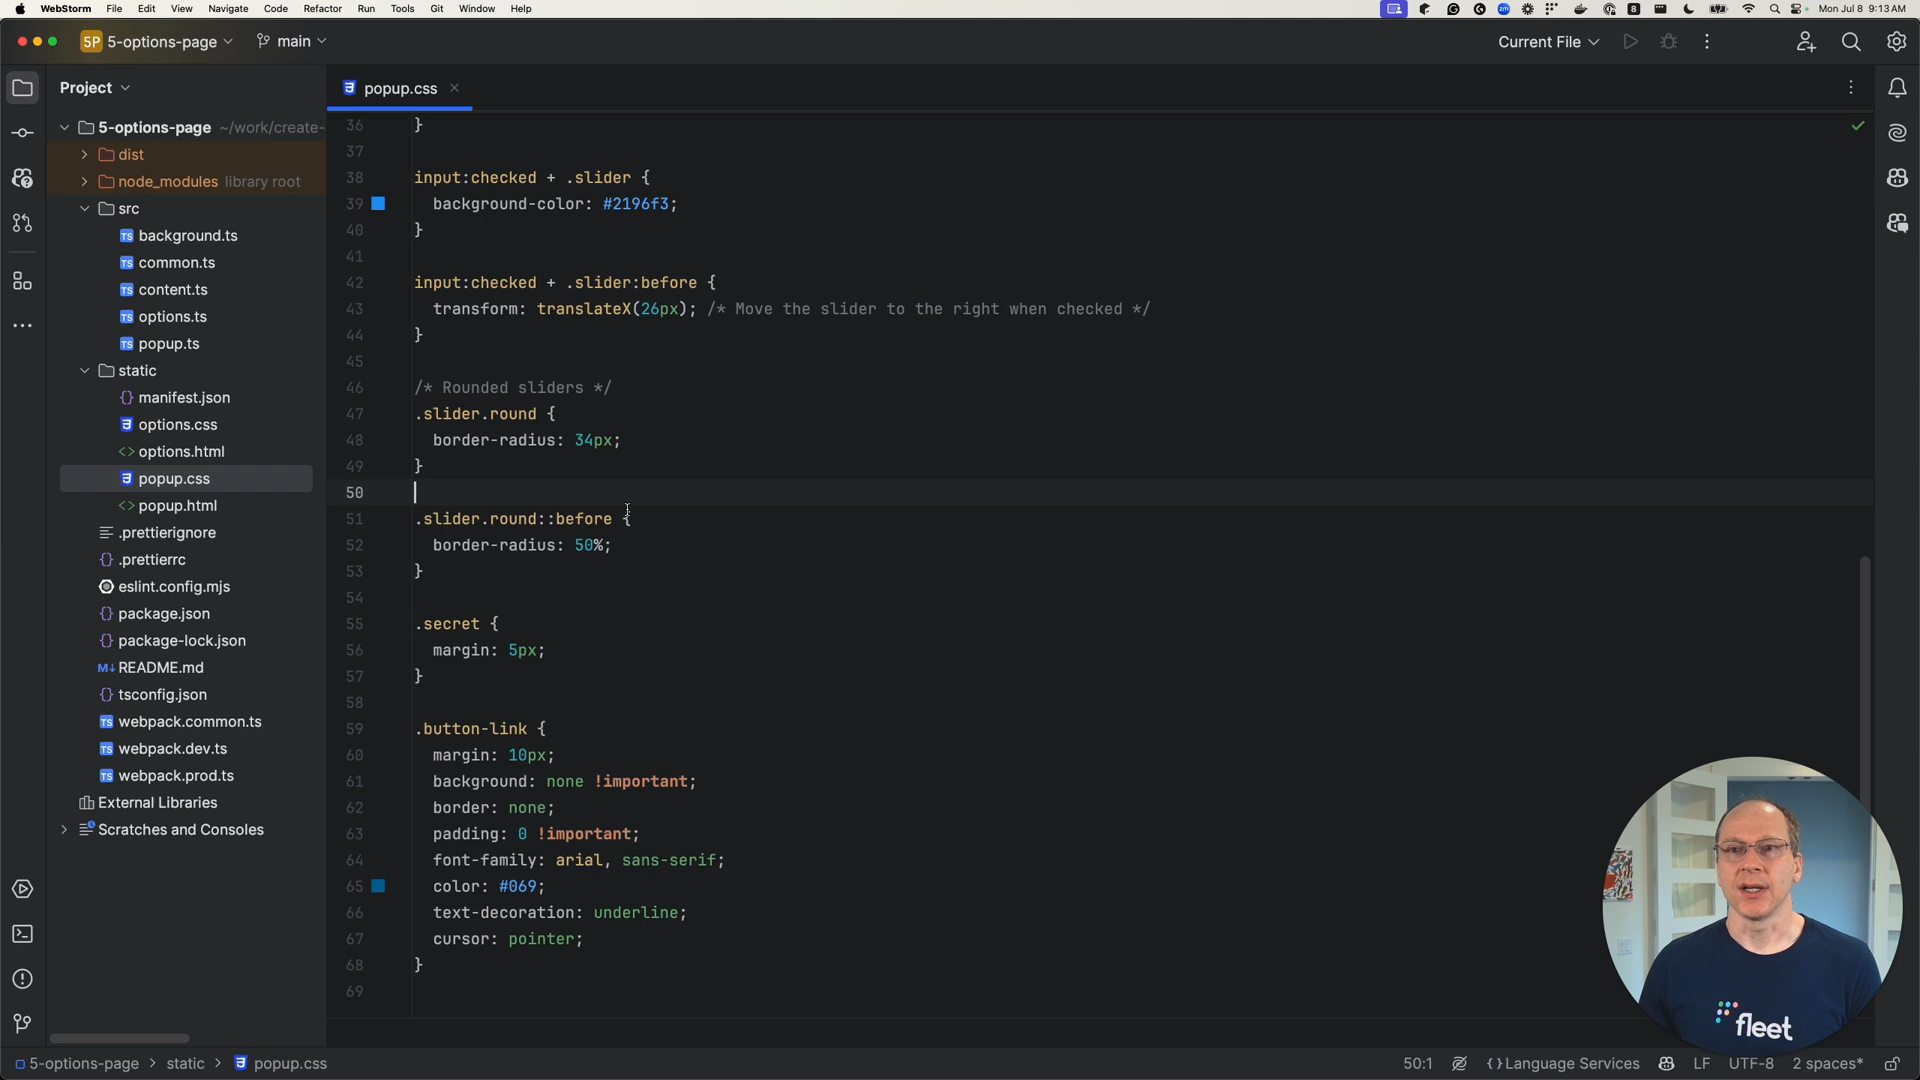 WebStorm File Edit View Navigate Code Refactor Run Tools Git Window Help Mon Jul 8 9:13 AM
5P 5-options-page main Current File
Project popup.css
5-options-page ~/work/create-
dist
node_modules library root
src
TS background.ts
TS common.ts
TS content.ts
TS options.ts
TS popup.ts
static
{} manifest.json
options.css
<> options.html
popup.css
<> popup.html
.prettierignore
{} .prettierrc
eslint.config.mjs
{} package.json
{} package-lock.json
M↓ README.md
{} tsconfig.json
TS webpack.common.ts
TS webpack.dev.ts
TS webpack.prod.ts
External Libraries
Scratches and Consoles
36 }
37
38 input:checked + .slider {
39 background-color: #2196f3;
40 }
41
42 input:checked + .slider:before {
43 transform: translateX(26px); /* Move the slider to the right when checked */
44 }
45
46 /* Rounded sliders */
47 .slider.round {
48 border-radius: 34px;
49 }
50
51 .slider.round::before {
52 border-radius: 50%;
53 }
54
55 .secret {
56 margin: 5px;
57 }
58
59 .button-link {
60 margin: 10px;
61 background: none !important;
62 border: none;
63 padding: 0 !important;
64 font-family: arial, sans-serif;
65 color: #069;
66 text-decoration: underline;
67 cursor: pointer;
68 }
69
fleet
5-options-page > static > popup.css 50:1 {} Language Services LF UTF-8 2 spaces*